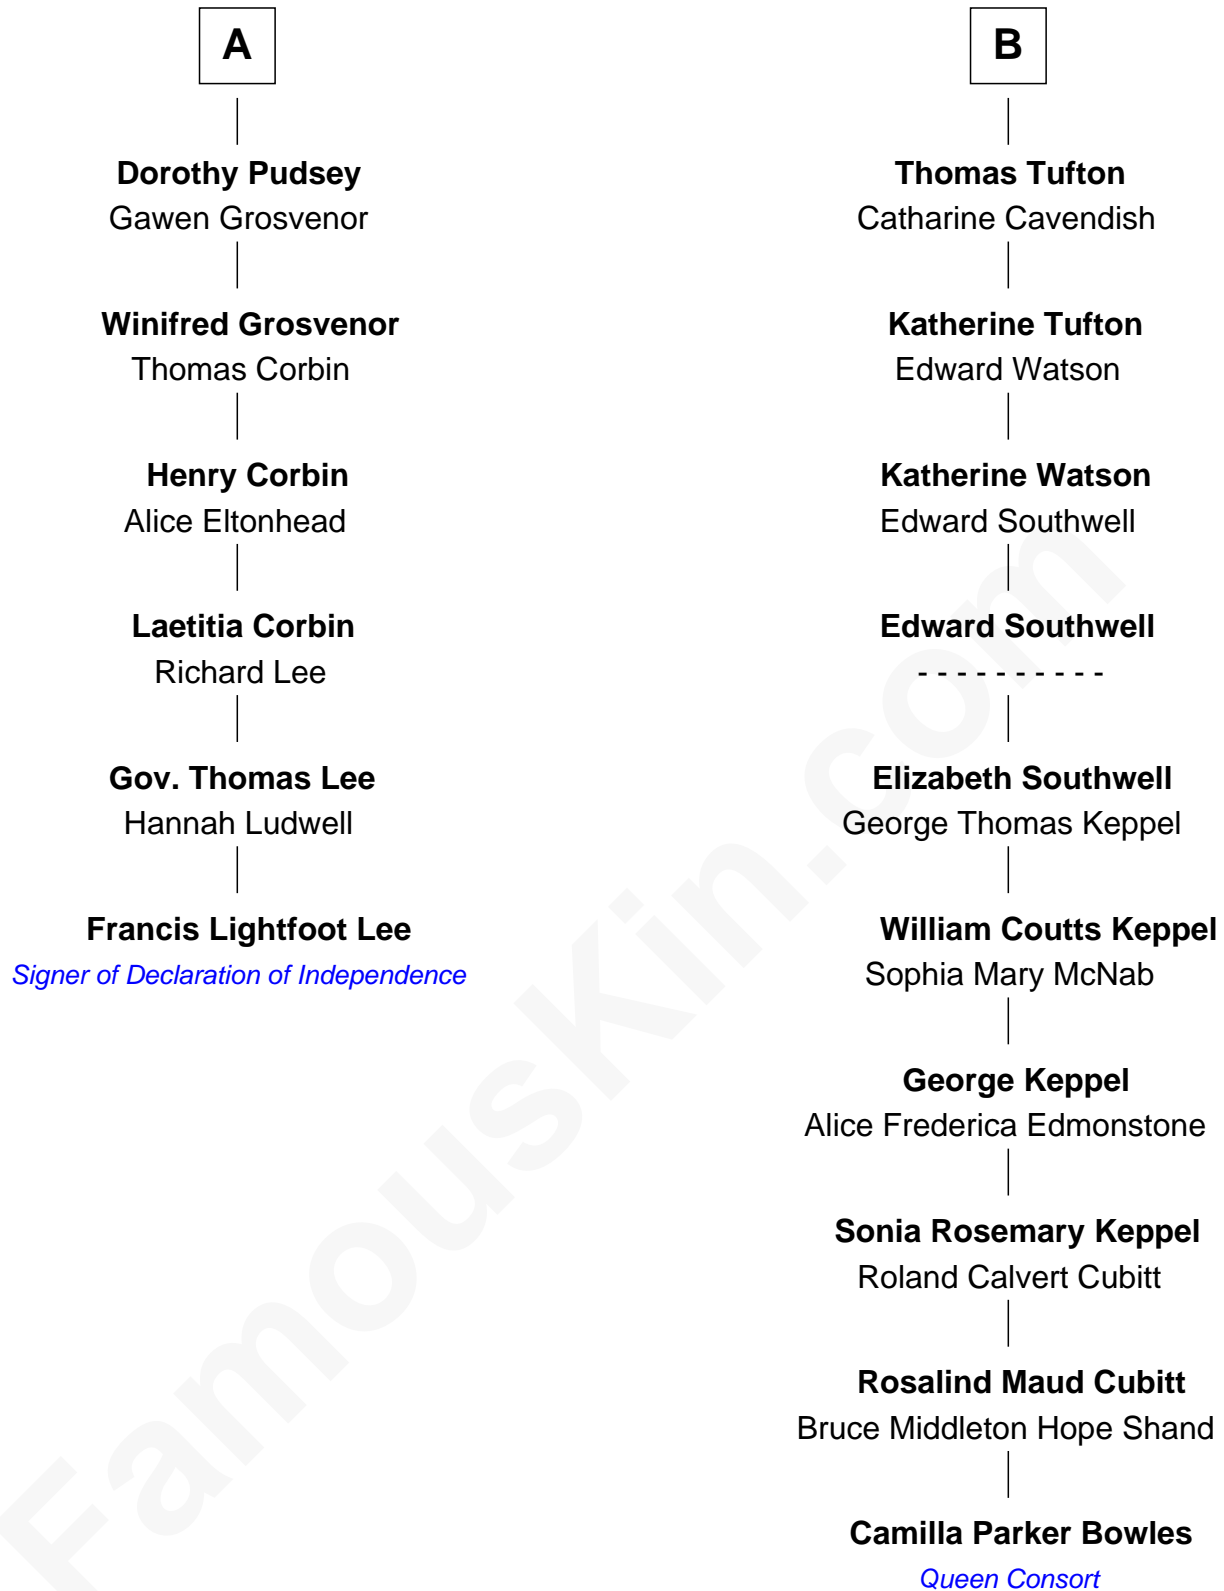 A
Dorothy Pudsey
Gawen Grosvenor
Winifred Grosvenor
Thomas Corbin
Henry Corbin
Alice Eltonhead
Laetitia Corbin
Richard Lee
Gov. Thomas Lee
Hannah Ludwell
Francis Lightfoot Lee
Signer of Declaration of Independence
B
Thomas Tufton
Catharine Cavendish
Katherine Tufton
Edward Watson
Katherine Watson
Edward Southwell
Edward Southwell
- - - - - - - - - -
Elizabeth Southwell
George Thomas Keppel
William Coutts Keppel
Sophia Mary McNab
George Keppel
Alice Frederica Edmonstone
Sonia Rosemary Keppel
Roland Calvert Cubitt
Rosalind Maud Cubitt
Bruce Middleton Hope Shand
Camilla Parker Bowles
Queen Consort
FamousKin.com